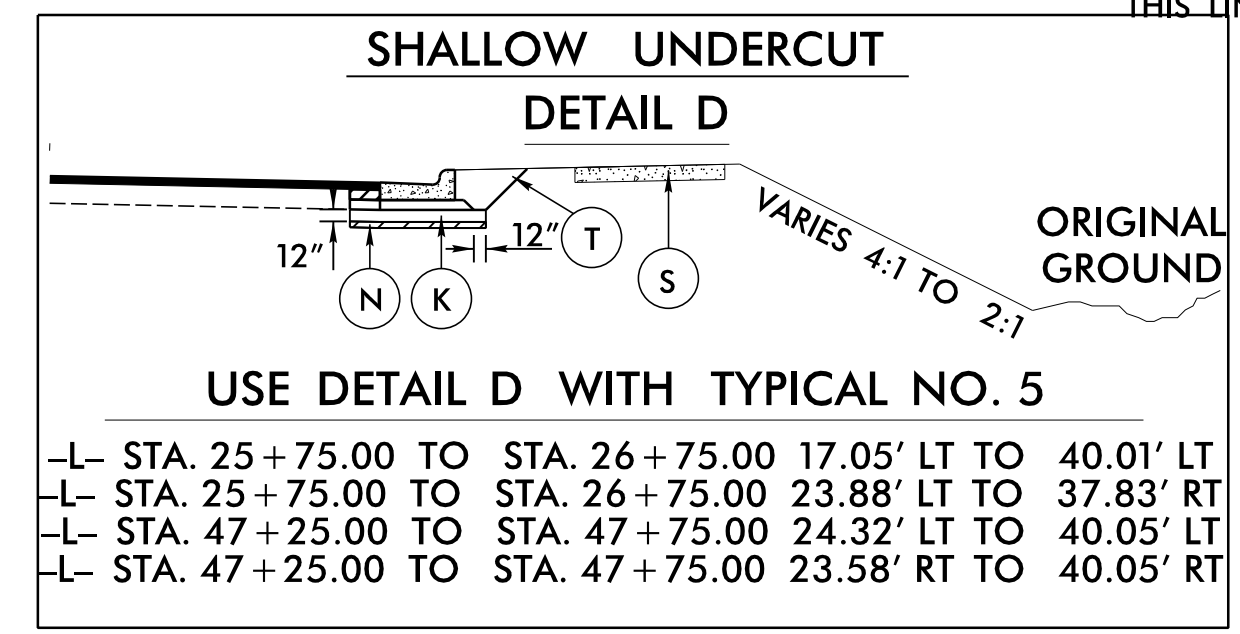 THIS LIN
SHALLOW UNDERCUT
DETAIL D
12"
12"
T
N
K
S
VARIES 4:1 TO 2:1
ORIGINAL
GROUND
USE DETAIL D WITH TYPICAL NO. 5
-L- STA. 25+75.00 TO STA. 26+75.00 17.05' LT TO 40.01' LT
-L- STA. 25+75.00 TO STA. 26+75.00 23.88' LT TO 37.83' RT
-L- STA. 47+25.00 TO STA. 47+75.00 24.32' LT TO 40.05' LT
-L- STA. 47+25.00 TO STA. 47+75.00 23.58' RT TO 40.05' RT